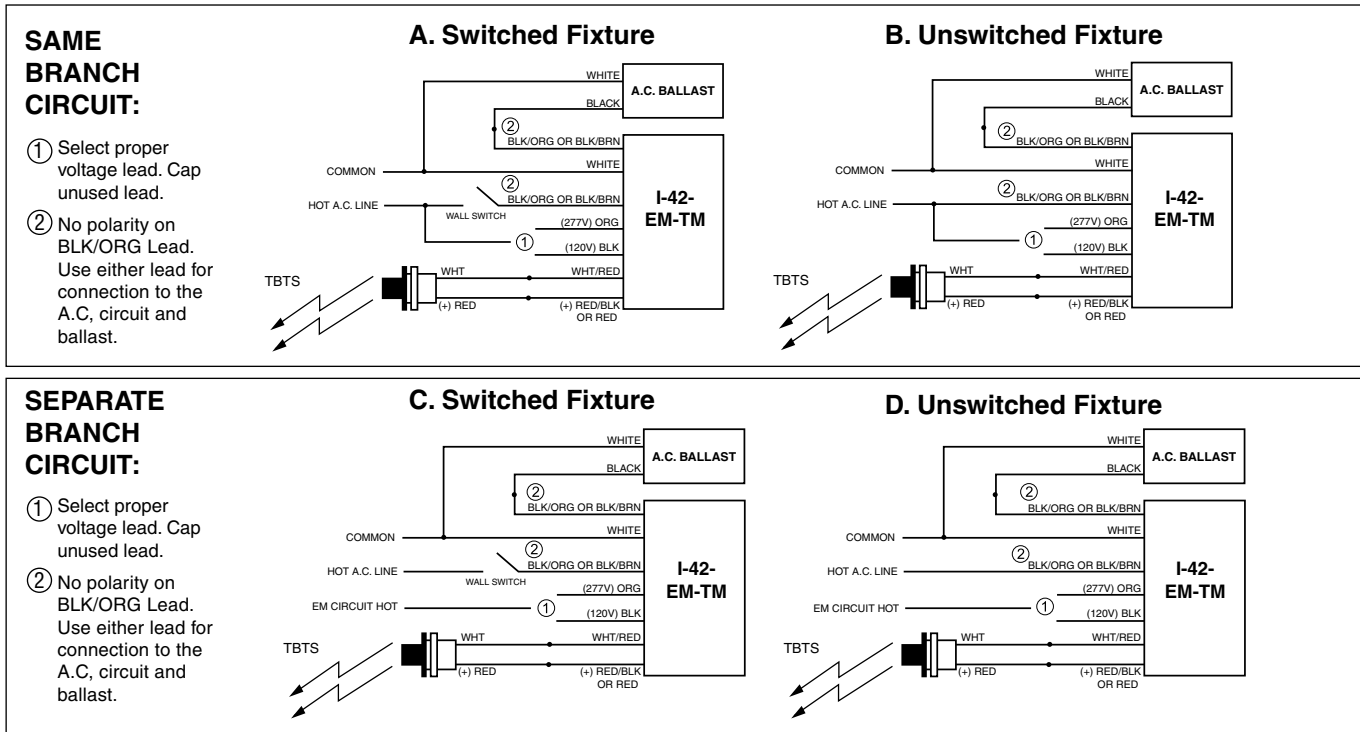 SAME
BRANCH
CIRCUIT:
① Select proper
voltage lead. Cap
unused lead.
② No polarity on
BLK/ORG Lead.
Use either lead for
connection to the
A.C, circuit and
ballast.
A. Switched Fixture
WHITE
A.C. BALLAST
BLACK
②
BLK/ORG OR BLK/BRN
WHITE
COMMON
②
BLK/ORG OR BLK/BRN
HOT A.C. LINE
WALL SWITCH
I-42-
EM-TM
(277V) ORG
①
(120V) BLK
TBTS
WHT
WHT/RED
(+) RED
(+) RED/BLK
OR RED
B. Unswitched Fixture
WHITE
A.C. BALLAST
BLACK
②
BLK/ORG OR BLK/BRN
WHITE
COMMON
②
BLK/ORG OR BLK/BRN
HOT A.C. LINE
I-42-
EM-TM
(277V) ORG
①
(120V) BLK
TBTS
WHT
WHT/RED
(+) RED
(+) RED/BLK
OR RED
SEPARATE
BRANCH
CIRCUIT:
① Select proper
voltage lead. Cap
unused lead.
② No polarity on
BLK/ORG Lead.
Use either lead for
connection to the
A.C, circuit and
ballast.
C. Switched Fixture
WHITE
A.C. BALLAST
BLACK
②
BLK/ORG OR BLK/BRN
WHITE
COMMON
②
BLK/ORG OR BLK/BRN
HOT A.C. LINE
WALL SWITCH
I-42-
EM-TM
(277V) ORG
EM CIRCUIT HOT
①
(120V) BLK
TBTS
WHT
WHT/RED
(+) RED
(+) RED/BLK
OR RED
D. Unswitched Fixture
WHITE
A.C. BALLAST
BLACK
②
BLK/ORG OR BLK/BRN
WHITE
COMMON
②
BLK/ORG OR BLK/BRN
HOT A.C. LINE
I-42-
EM-TM
(277V) ORG
EM CIRCUIT HOT
①
(120V) BLK
TBTS
WHT
WHT/RED
(+) RED
(+) RED/BLK
OR RED